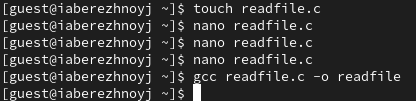 [guest@iaberezhnoyj ~]$ touch readfile.c
[guest@iaberezhnoyj ~]$ nano readfile.c
[guest@iaberezhnoyj ~]$ nano readfile.c
[guest@iaberezhnoyj ~]$ nano readfile.c
[guest@iaberezhnoyj ~]$ gcc readfile.c -o readfile
[guest@iaberezhnoyj ~]$